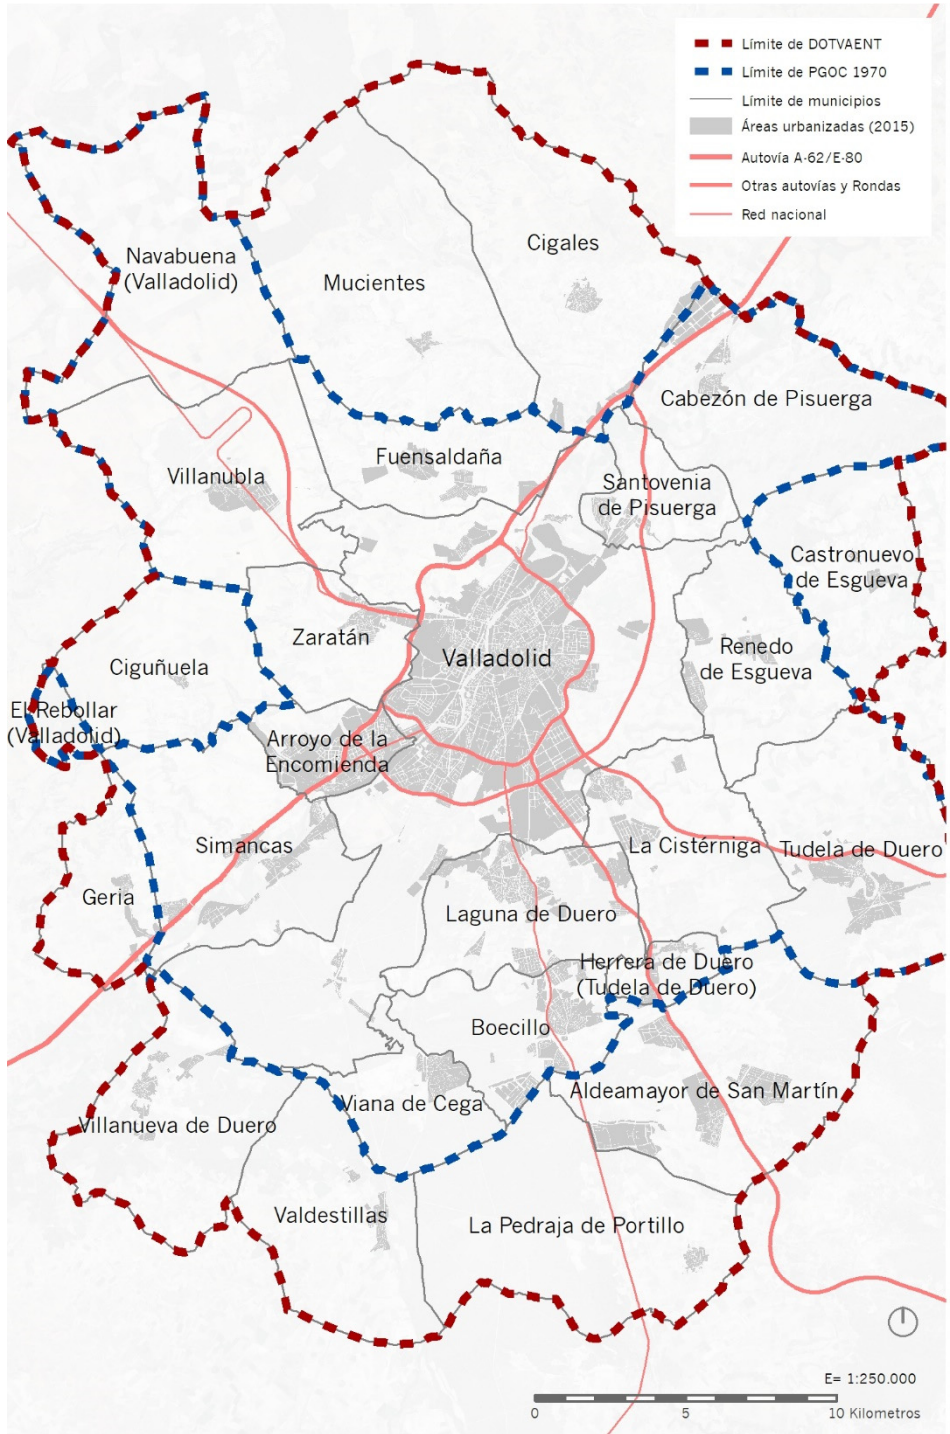 Límite de DOTVAENT
Límite de PGOC 1970
Límite de municipios
Áreas urbanizadas (2015)
Autovía A-62/E-80
Otras autovías y Rondas
Red nacional
Cigales
Navabuena
(Valladolid)
Mucientes
Cabezón de Pisuerga
Fuensaldaña
Villanubla
Santovenia
de Pisuerga
Castronuevo
de Esgueva
Zaratán
Valladolid
Renedo
de Esgueva
Ciguñuela
El Rebollar
(Valladolid)
Arroyo de la
Encomienda
Simancas
La Cistérniga
Tudela de Duero
Geria
Laguna de Duero
Herrera de Duero
(Tudela de Duero)
Boecillo
Aldeamayor de San Martín
Viana de Cega
Villanueva de Duero
Valdestillas
La Pedraja de Portillo
E= 1:250.000
0 5 10 Kilometros